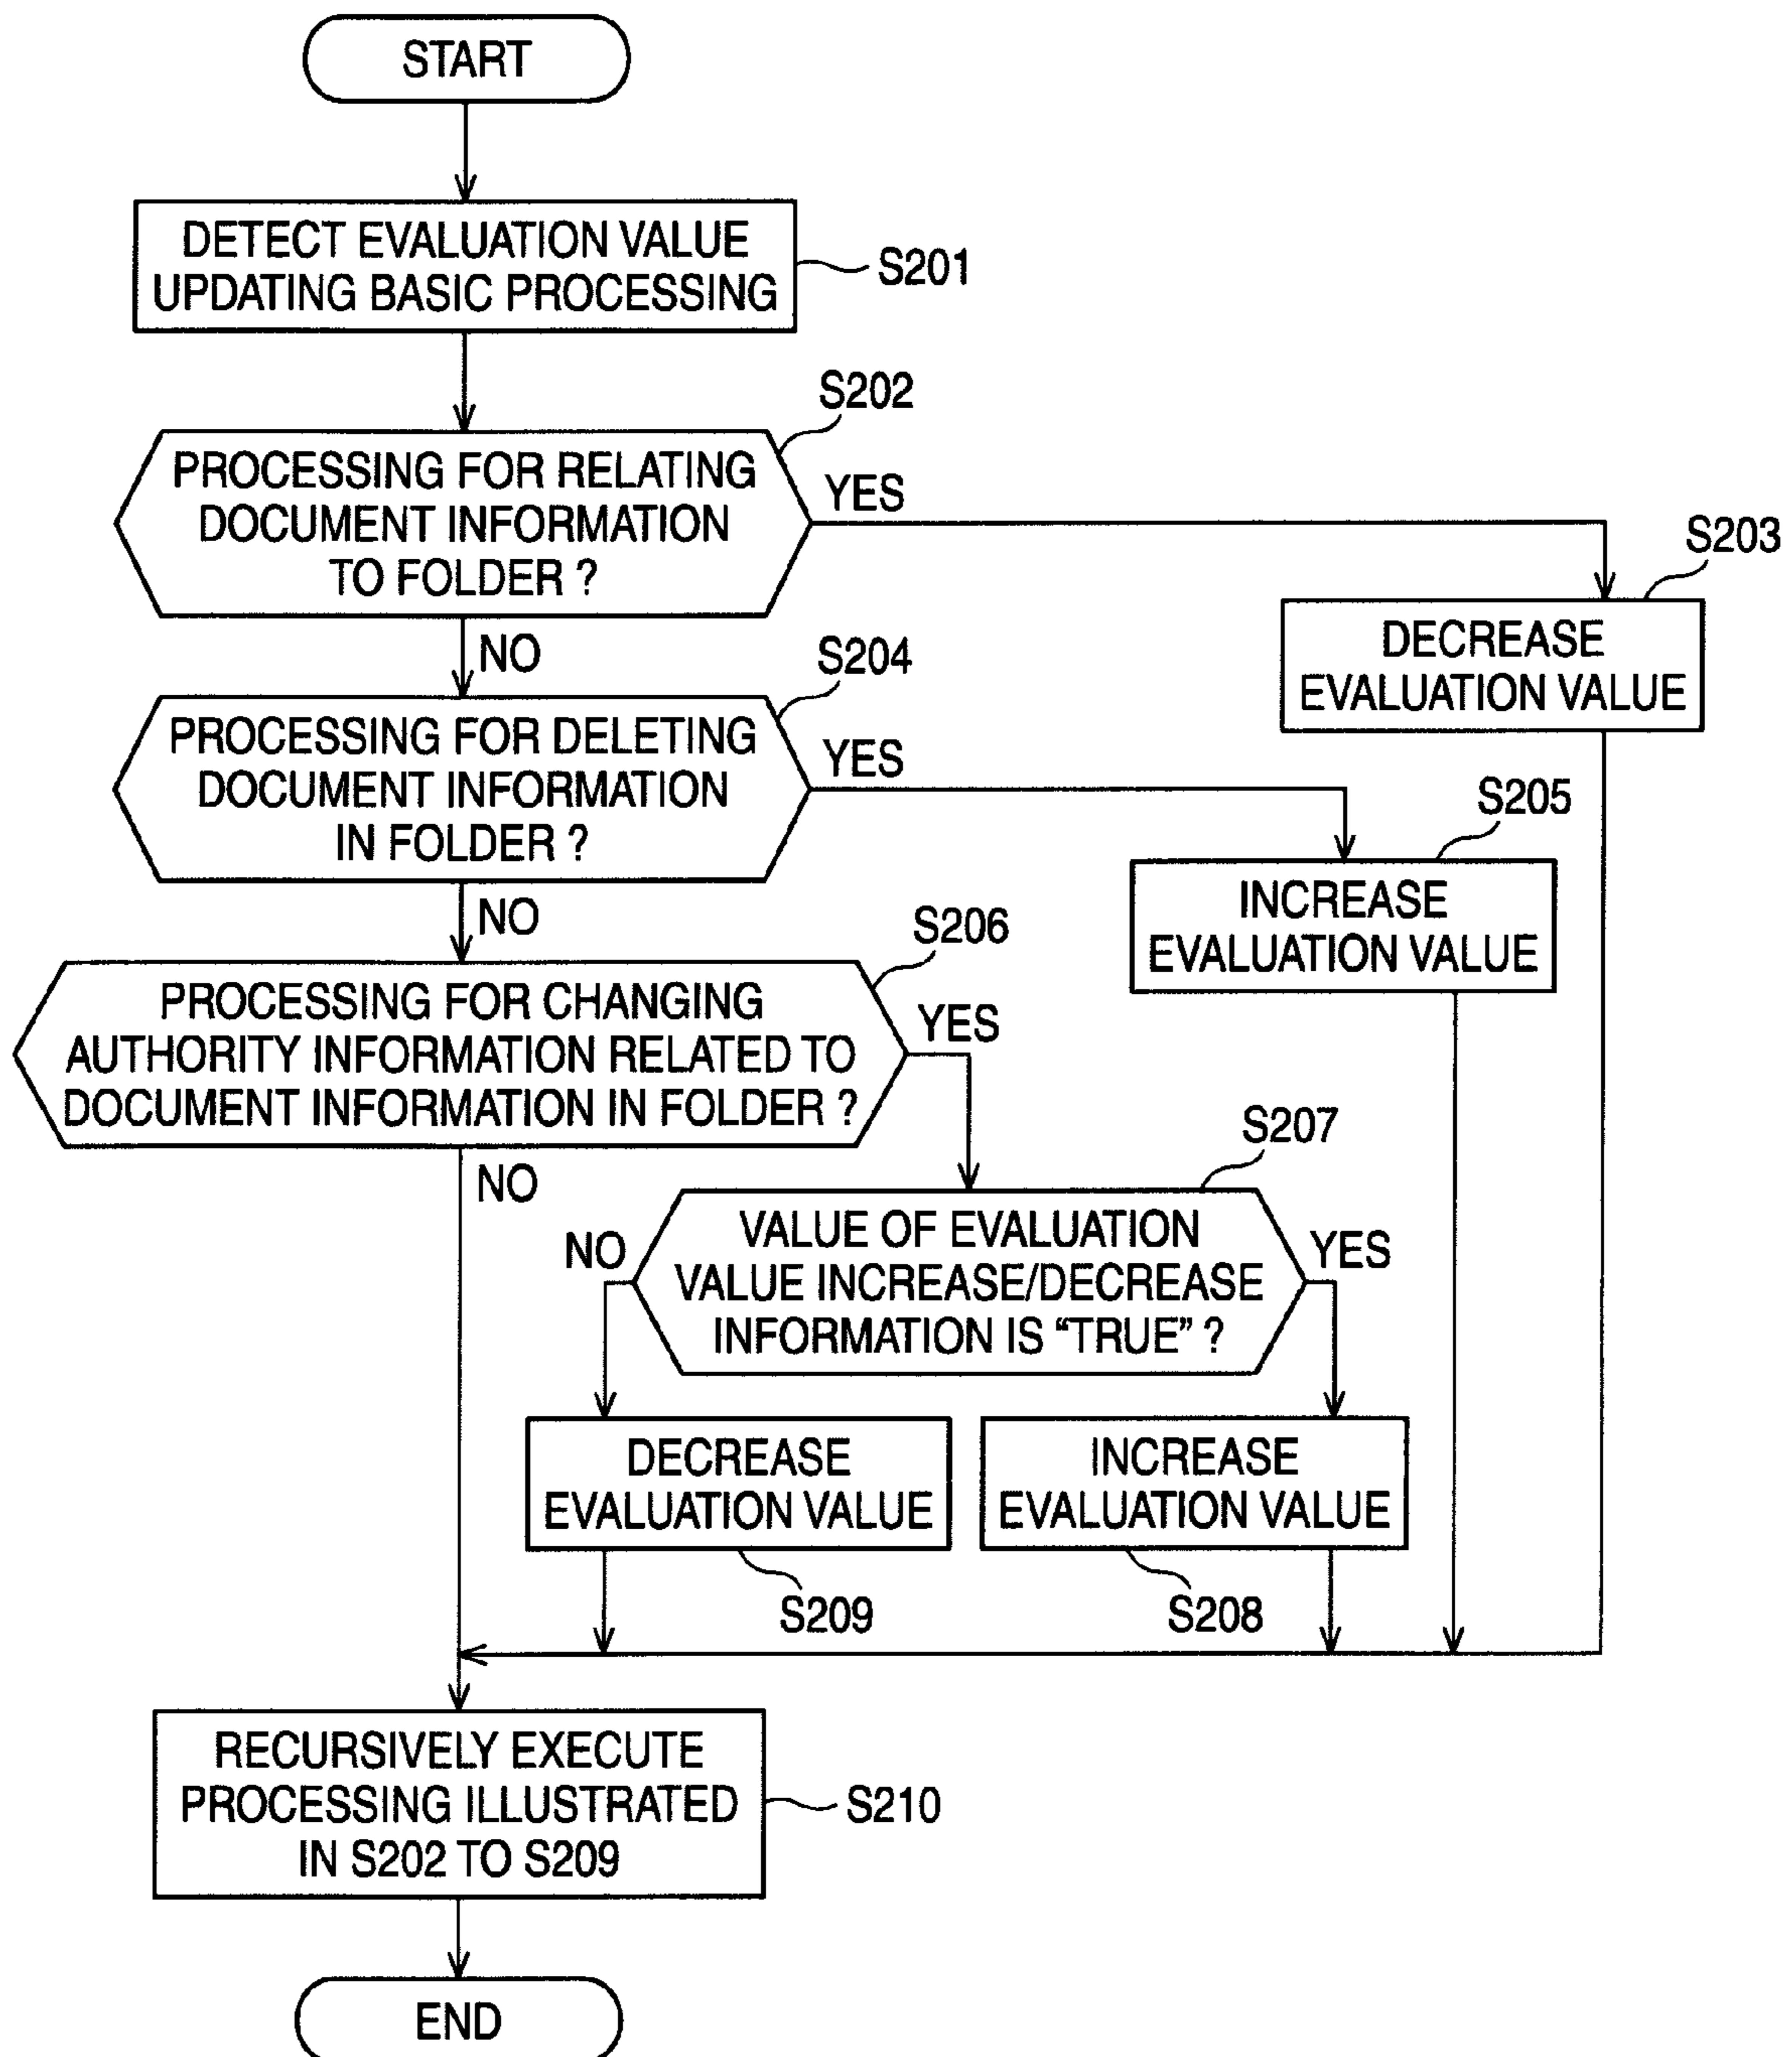 START
DETECT EVALUATION VALUE
UPDATING BASIC PROCESSING
S201
S202
PROCESSING FOR RELATING
DOCUMENT INFORMATION
TO FOLDER ?
YES
S203
DECREASE
EVALUATION VALUE
NO
S204
PROCESSING FOR DELETING
DOCUMENT INFORMATION
IN FOLDER ?
YES
S205
INCREASE
EVALUATION VALUE
NO
S206
PROCESSING FOR CHANGING
AUTHORITY INFORMATION RELATED TO
DOCUMENT INFORMATION IN FOLDER ?
YES
NO
S207
VALUE OF EVALUATION
VALUE INCREASE/DECREASE
INFORMATION IS “TRUE” ?
NO
YES
DECREASE
EVALUATION VALUE
INCREASE
EVALUATION VALUE
S209
S208
RECURSIVELY EXECUTE
PROCESSING ILLUSTRATED
IN S202 TO S209
S210
END